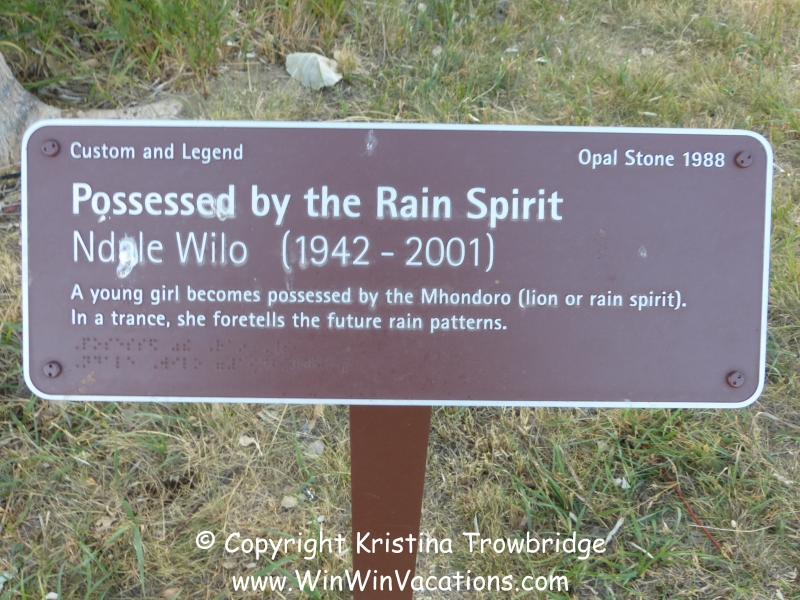 Custom and Legend
Opal Stone 1988
Possessed by the Rain Spirit
Ndale Wilo (1942 - 2001)
A young girl becomes possessed by the Mhondoro (lion or rain spirit).
In a trance, she foretells the future rain patterns.
© Copyright Kristina Trowbridge
www.WinWinVacations.com